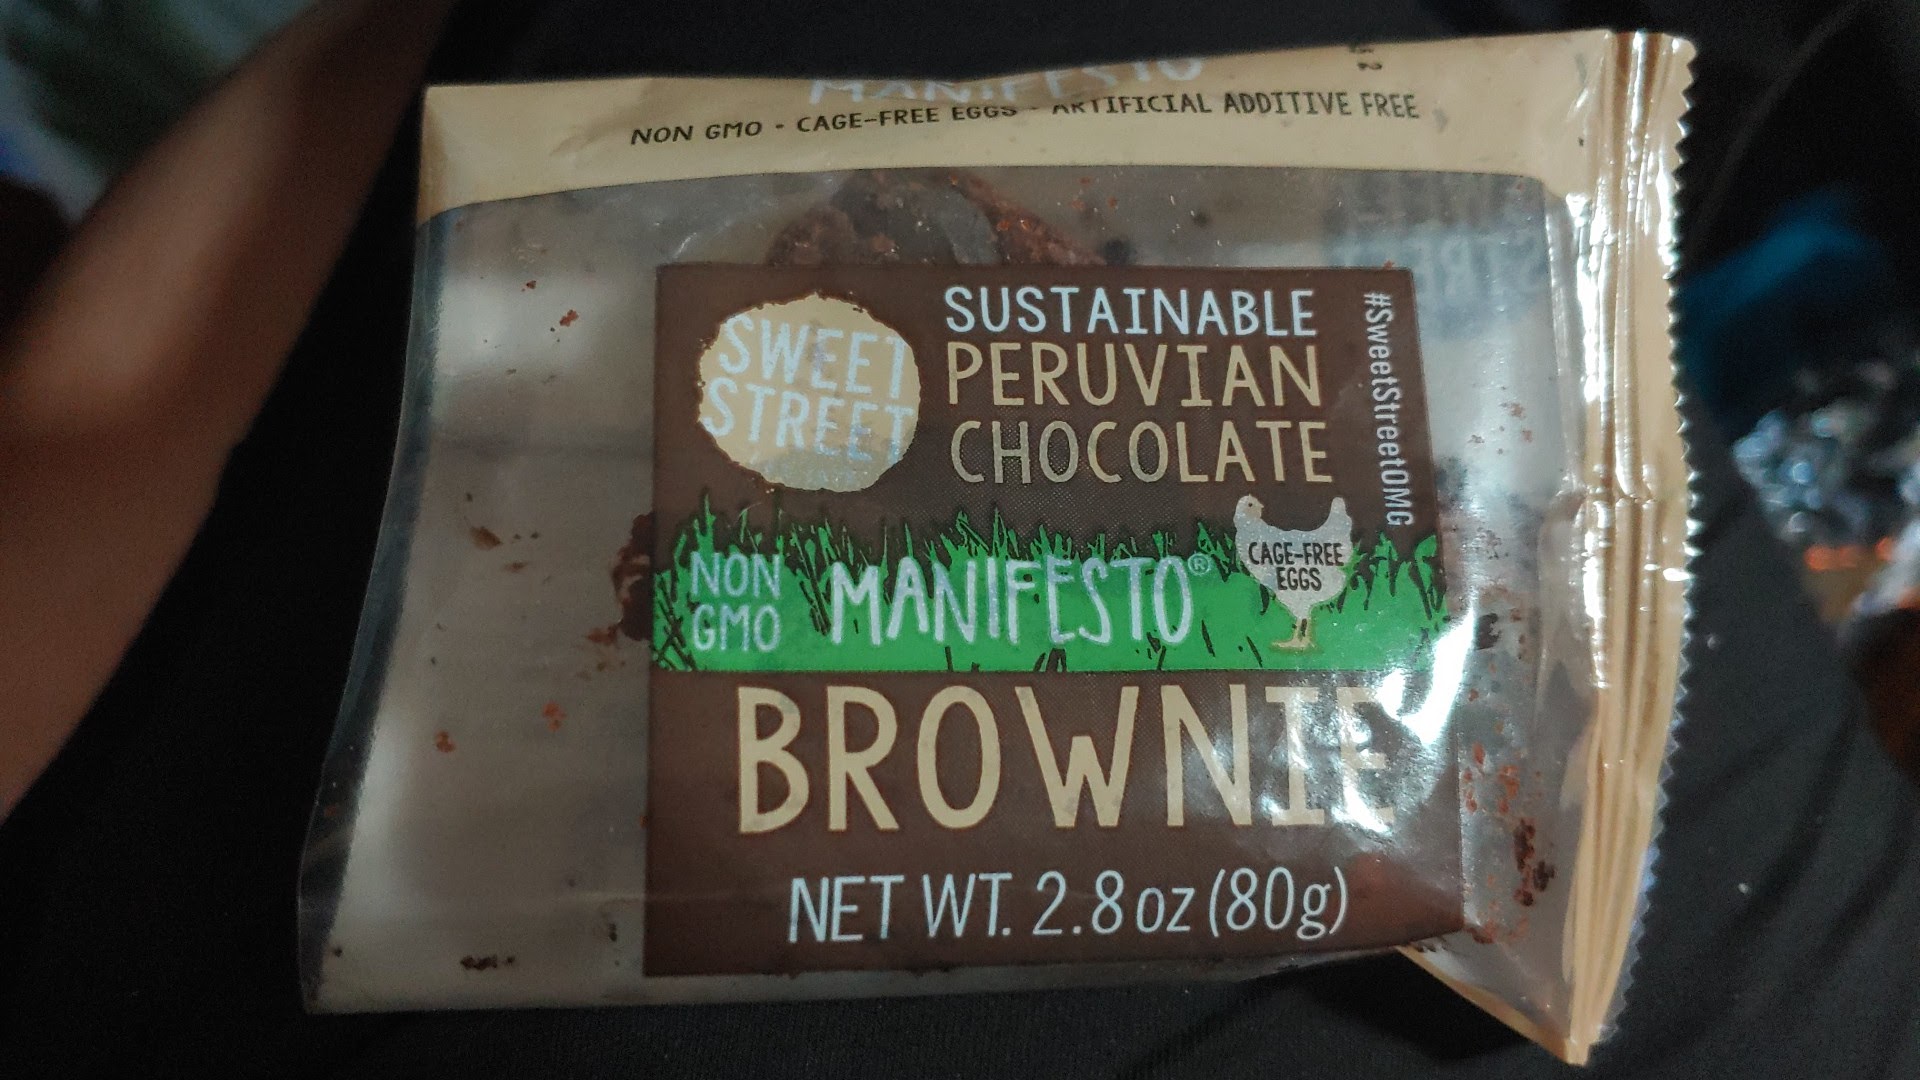 MANIFESTO
NON GMO - CAGE-FREE EGGS - ARTIFICIAL ADDITIVE FREE
SWEET
STREET
SUSTAINABLE
PERUVIAN
CHOCOLATE
#SweetStreetOMG
NON
GMO
MANIFESTO®
CAGE-FREE
EGGS
BROWNIE
NET WT. 2.8 oz (80g)